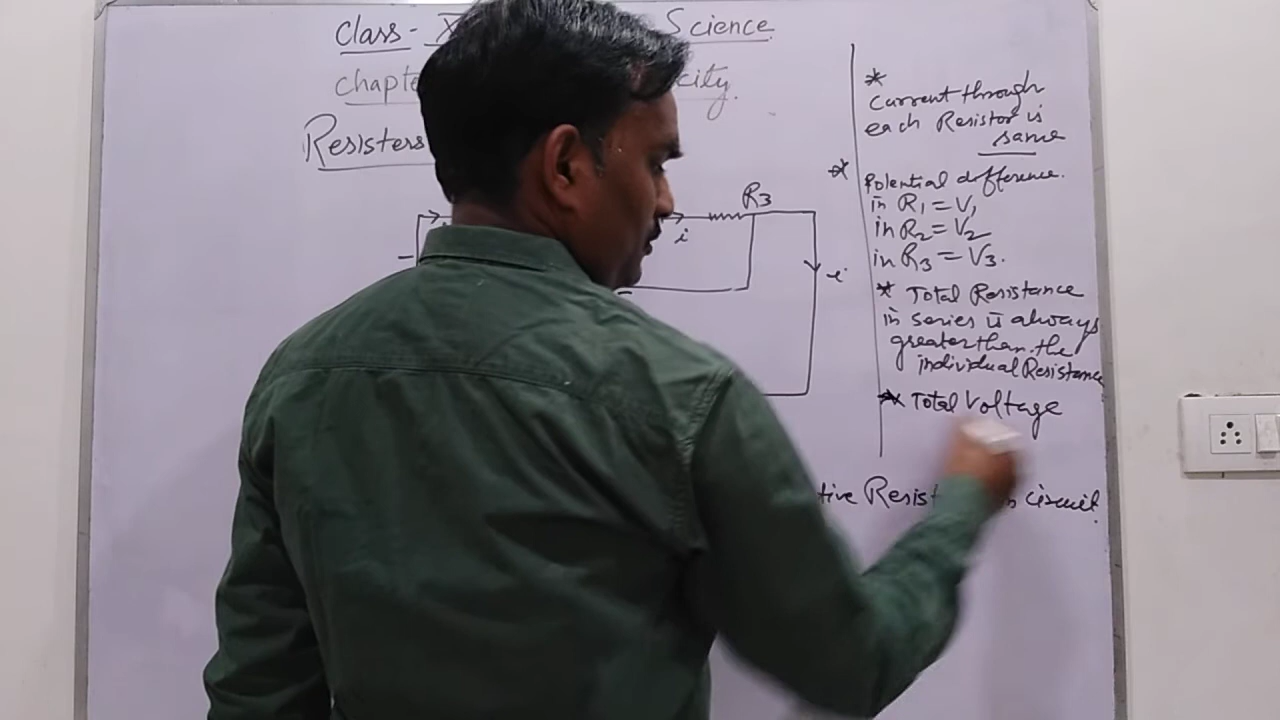 Class - X Science
Chapte city.
Resisters
R3
i
i
*
Current through
each Resistor is
same
* Potential difference.
in R1 = V1
in R2 = V2
in R3 = V3.
* Total Resistance
in series is always
greater than the
individual Resistance
* Total Voltage
tive Resist circuit.